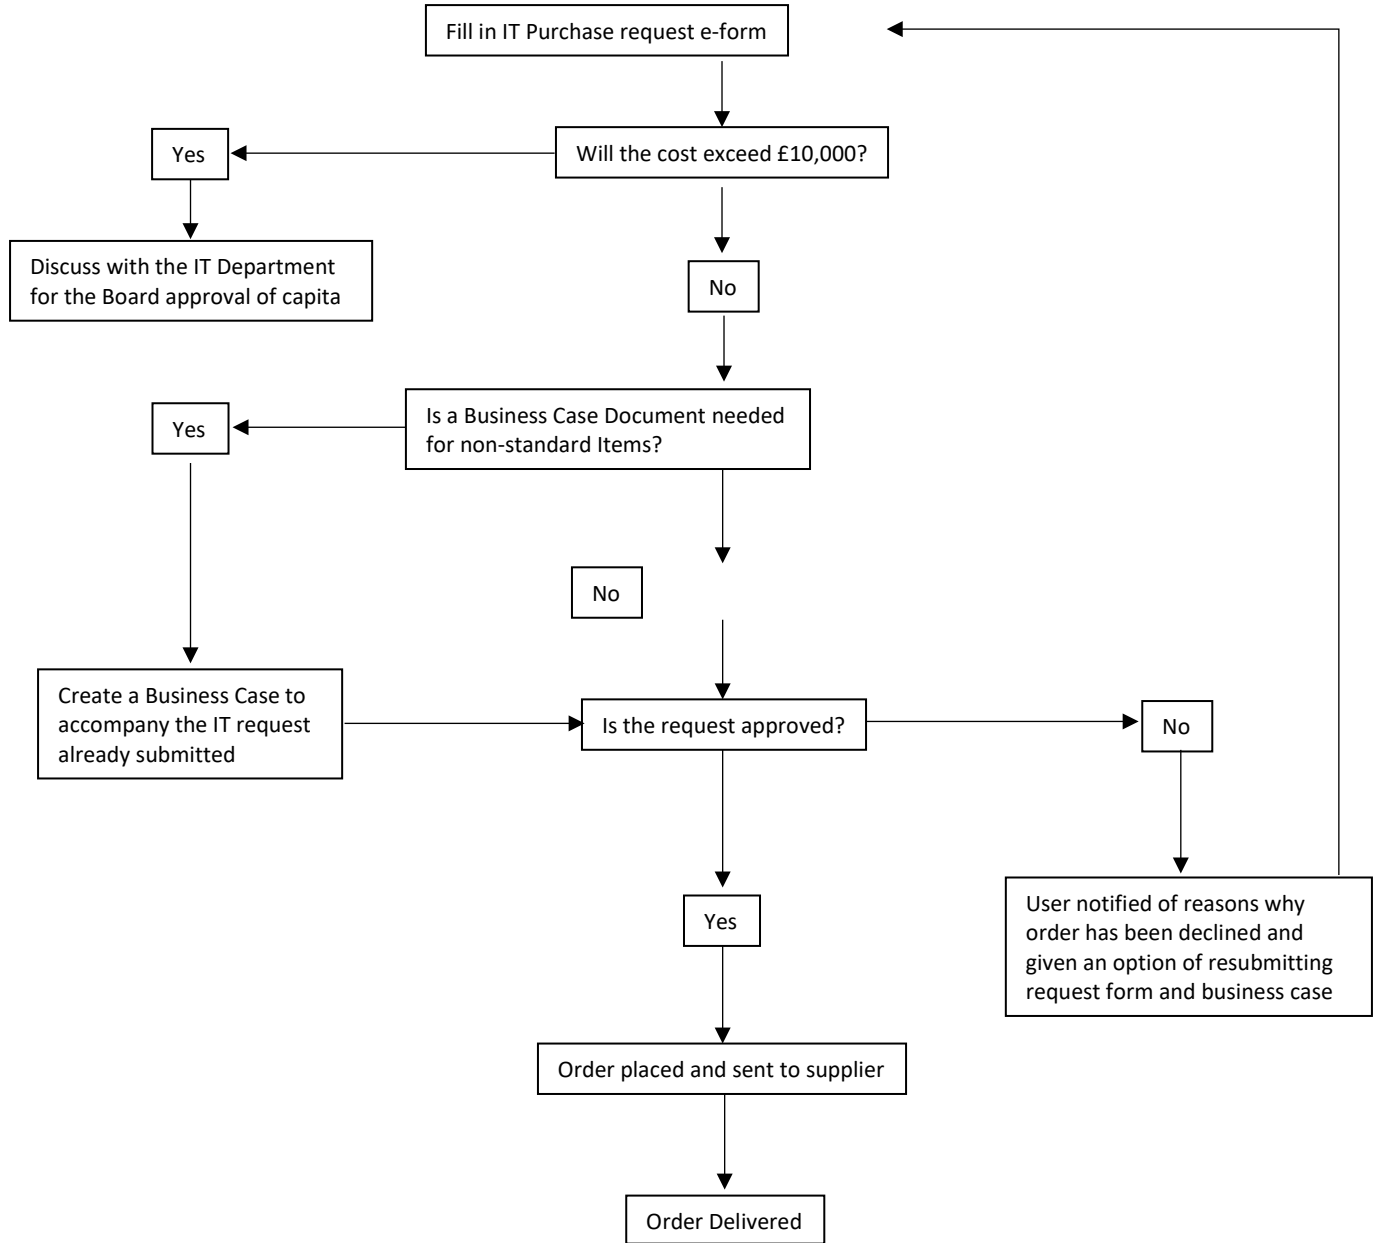 Fill in IT Purchase request e-form
Yes
Will the cost exceed £10,000?
Discuss with the IT Department
for the Board approval of capita
No
Yes
Is a Business Case Document needed
for non-standard Items?
No
Create a Business Case to
accompany the IT request
already submitted
Is the request approved?
No
Yes
User notified of reasons why
order has been declined and
given an option of resubmitting
request form and business case
Order placed and sent to supplier
Order Delivered